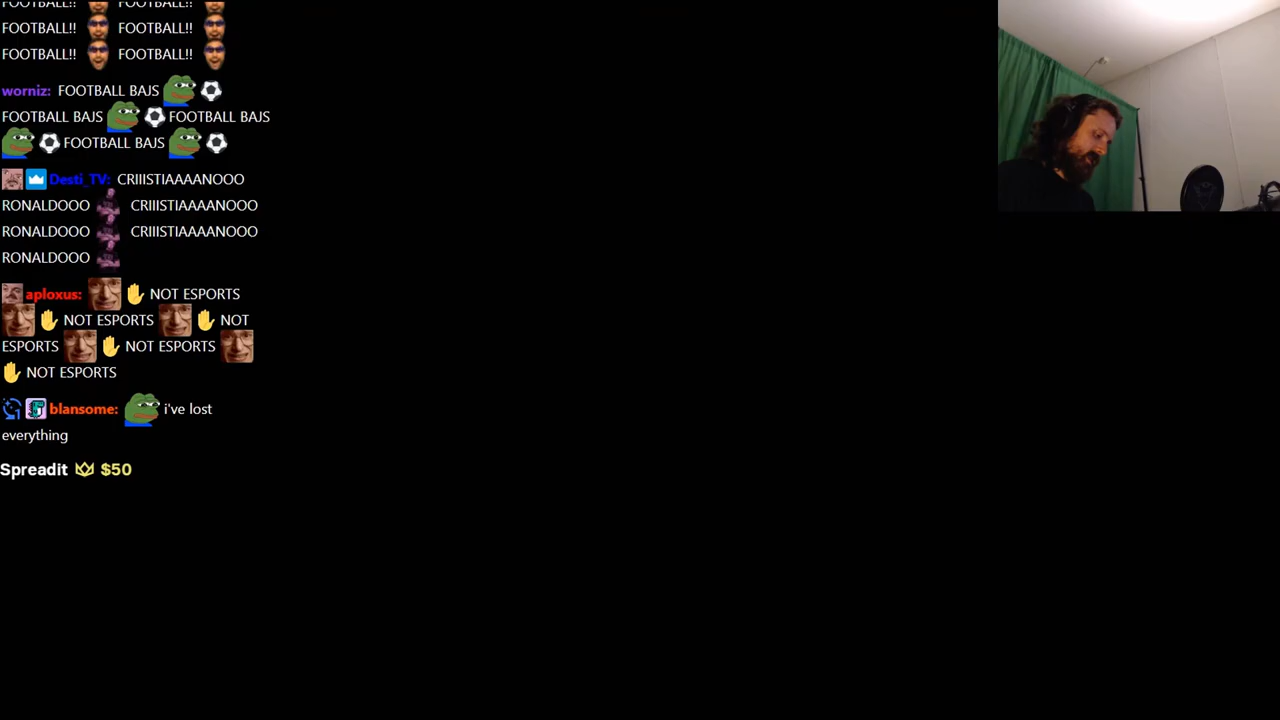 FOOTBALL!! FOOTBALL!!
FOOTBALL!! FOOTBALL!!
FOOTBALL!! FOOTBALL!!
worniz: FOOTBALL BAJS
FOOTBALL BAJS FOOTBALL BAJS
FOOTBALL BAJS
Desti_TV: CRIIISTIAAAANOOO
RONALDOOO CRIIISTIAAAANOOO
RONALDOOO CRIIISTIAAAANOOO
RONALDOOO
aploxus: NOT ESPORTS
NOT ESPORTS NOT
ESPORTS NOT ESPORTS
NOT ESPORTS
blansome: i've lost
everything
Spreadit $50